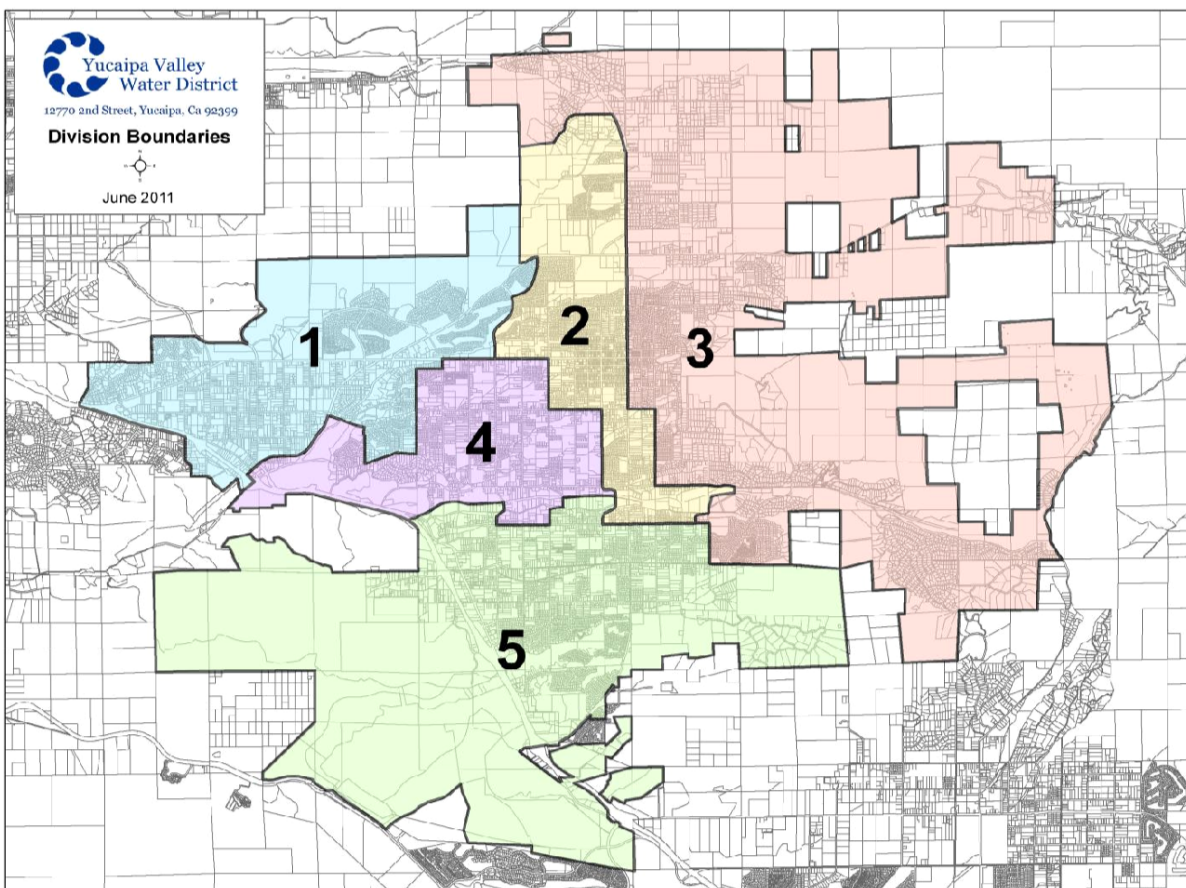 Yucaipa Valley
Water District
12770 2nd Street, Yucaipa, Ca 92399
Division Boundaries
June 2011
1
2
3
4
5